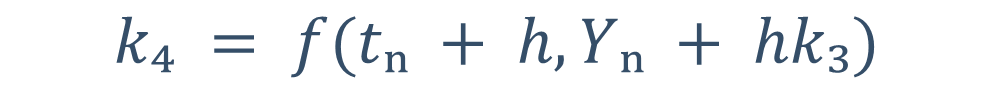 k₄ = f(tₙ + h, Yₙ + hk₃)